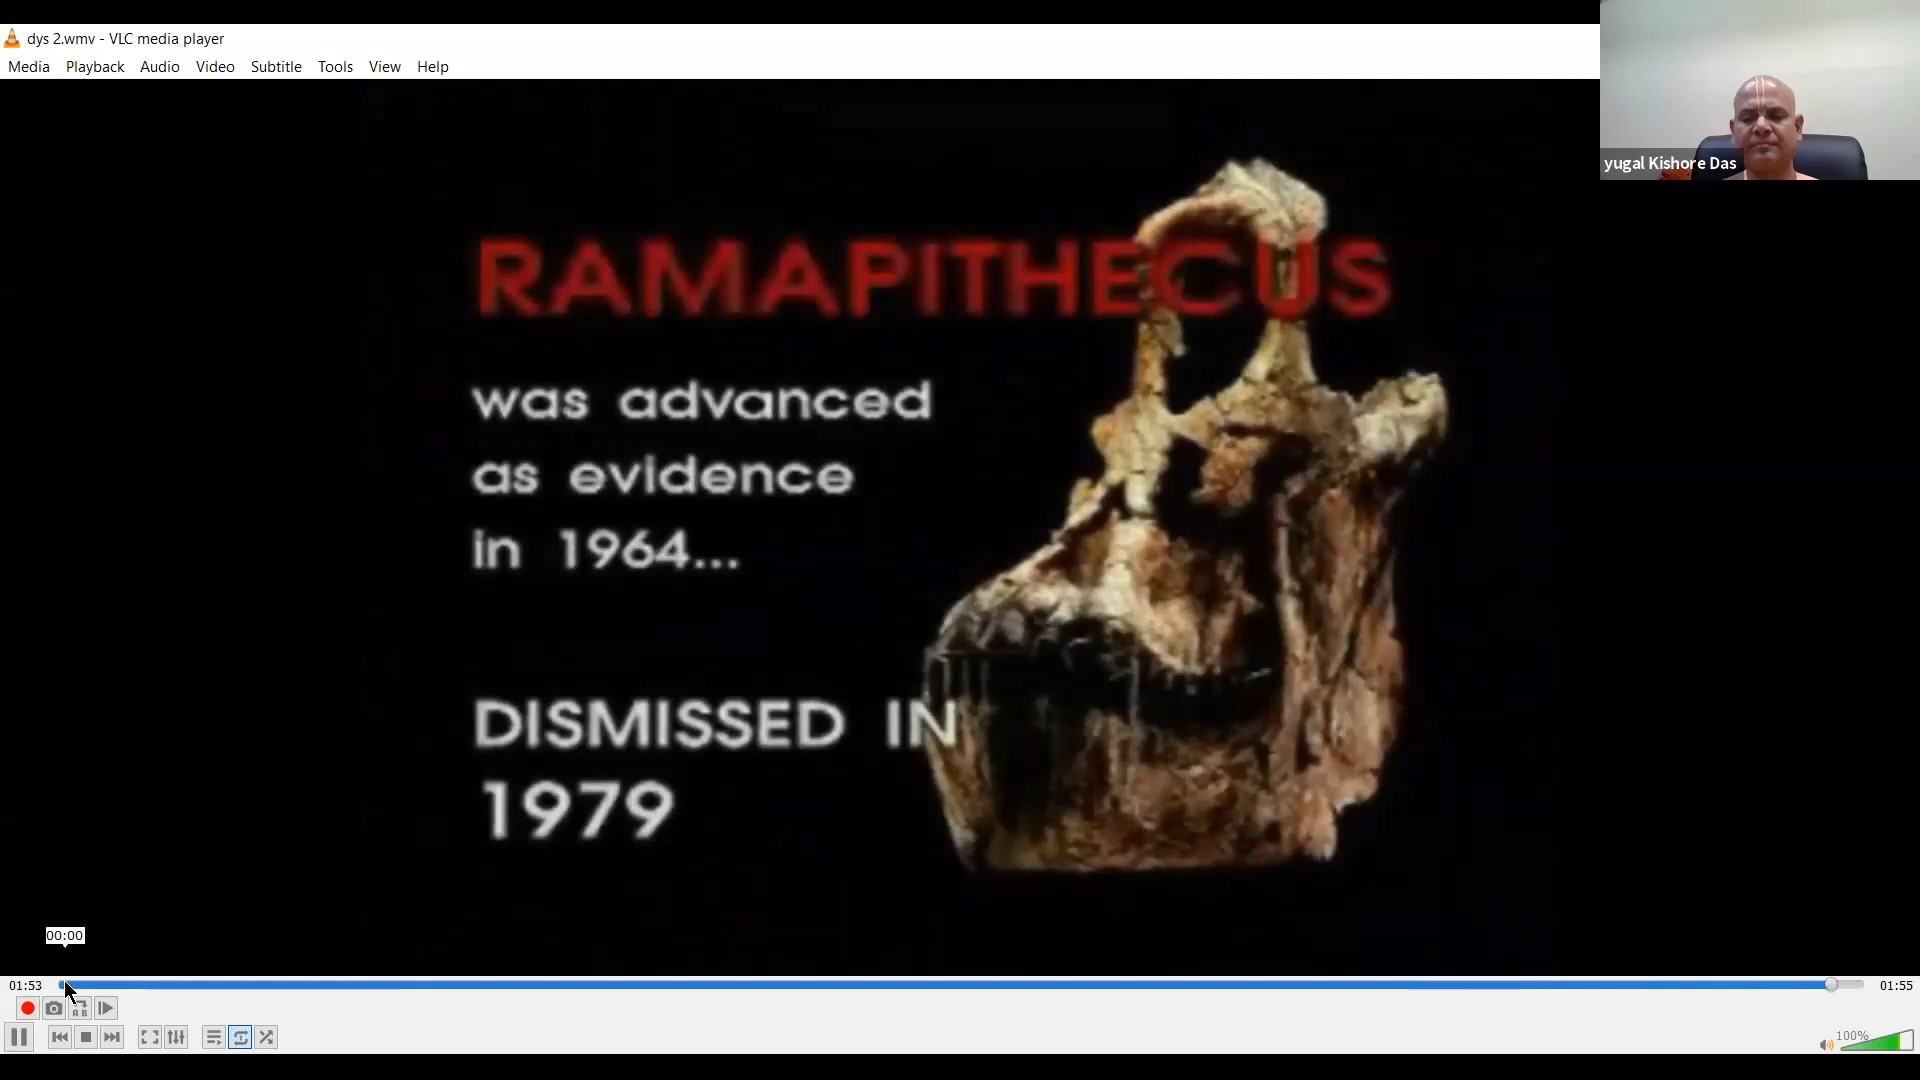 dys 2.wmv - VLC media player
Media Playback Audio Video Subtitle Tools View Help
yugal Kishore Das
RAMAPITHECUS
was advanced
as evidence
in 1964...
DISMISSED IN
1979
00:00
01:53
01:55
A B
100%